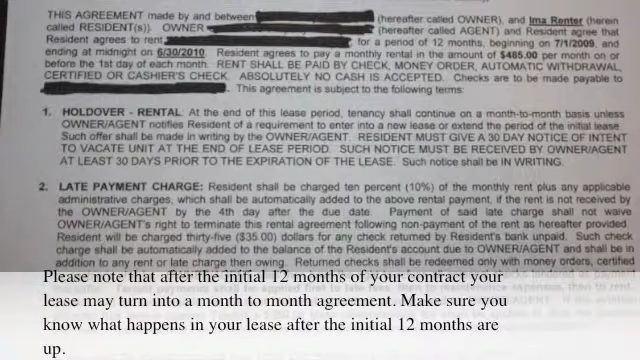 THIS AGREEMENT made by and between (hereafter called OWNER), and Ima Renter (herein
called RESIDENT(s)). OWNER (hereafter called AGENT) and Resident agree that
Resident agrees to rent for a period of 12 months, beginning on 7/1/2009, and
ending at midnight on 6/30/2010. Resident agrees to pay a monthly rental in the amount of $485.00 per month on or
before the 1st day of each month. RENT SHALL BE PAID BY CHECK, MONEY ORDER, AUTOMATIC WITHDRAWAL,
CERTIFIED OR CASHIER'S CHECK. ABSOLUTELY NO CASH IS ACCEPTED. Checks are to be made payable to
. This agreement is subject to the following terms:
1. HOLDOVER - RENTAL: At the end of this lease period, tenancy shall continue on a month-to-month basis unless
OWNER/AGENT notifies Resident of a requirement to enter into a new lease or extend the period of the initial lease.
Such offer shall be made in writing by the OWNER/AGENT. RESIDENT MUST GIVE A 30 DAY NOTICE OF INTENT
TO VACATE UNIT AT THE END OF LEASE PERIOD. SUCH NOTICE MUST BE RECEIVED BY OWNER/AGENT
AT LEAST 30 DAYS PRIOR TO THE EXPIRATION OF THE LEASE. Such notice shall be IN WRITING.
2. LATE PAYMENT CHARGE: Resident shall be charged ten percent (10%) of the monthly rent plus any applicable
administrative charges, which shall be automatically added to the above rental payment, if the rent is not received by
the OWNER/AGENT by the 4th day after the due date. Payment of said late charge shall not waive
OWNER/AGENT's right to terminate this rental agreement following non-payment of the rent as hereafter provided.
Resident will be charged thirty-five ($35.00) dollars for any check returned by Resident's bank unpaid. Such check
charge shall be automatically added to the balance of the Resident's account due to OWNER/AGENT and shall be in
addition to any rent or late charge then owing. Returned checks shall be redeemed only with money orders, certified
Please note that after the initial 12 months of your contract your
lease may turn into a month to month agreement. Make sure you
know what happens in your lease after the initial 12 months are
up.